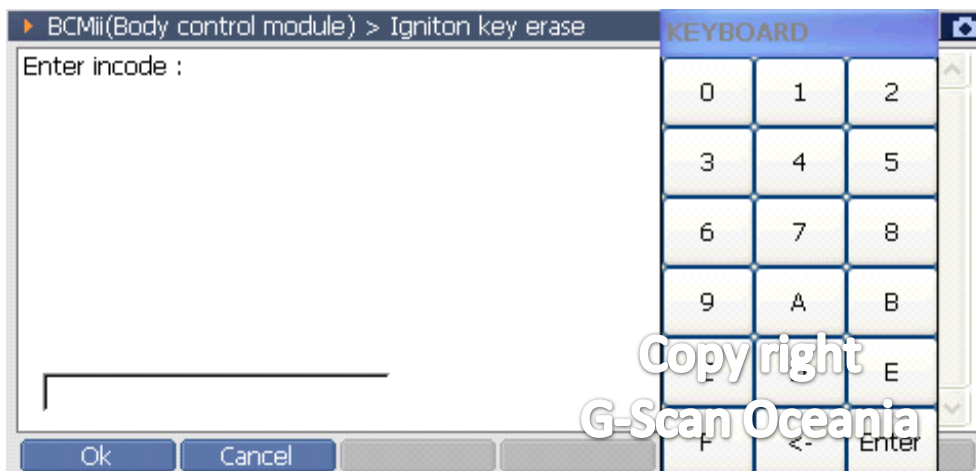 BCMii(Body control module) > Igniton key erase
KEYBOARD
Enter incode :
0 1 2
3 4 5
6 7 8
9 A B
E
F <- Enter
Copy right
G-Scan Oceania
Ok Cancel